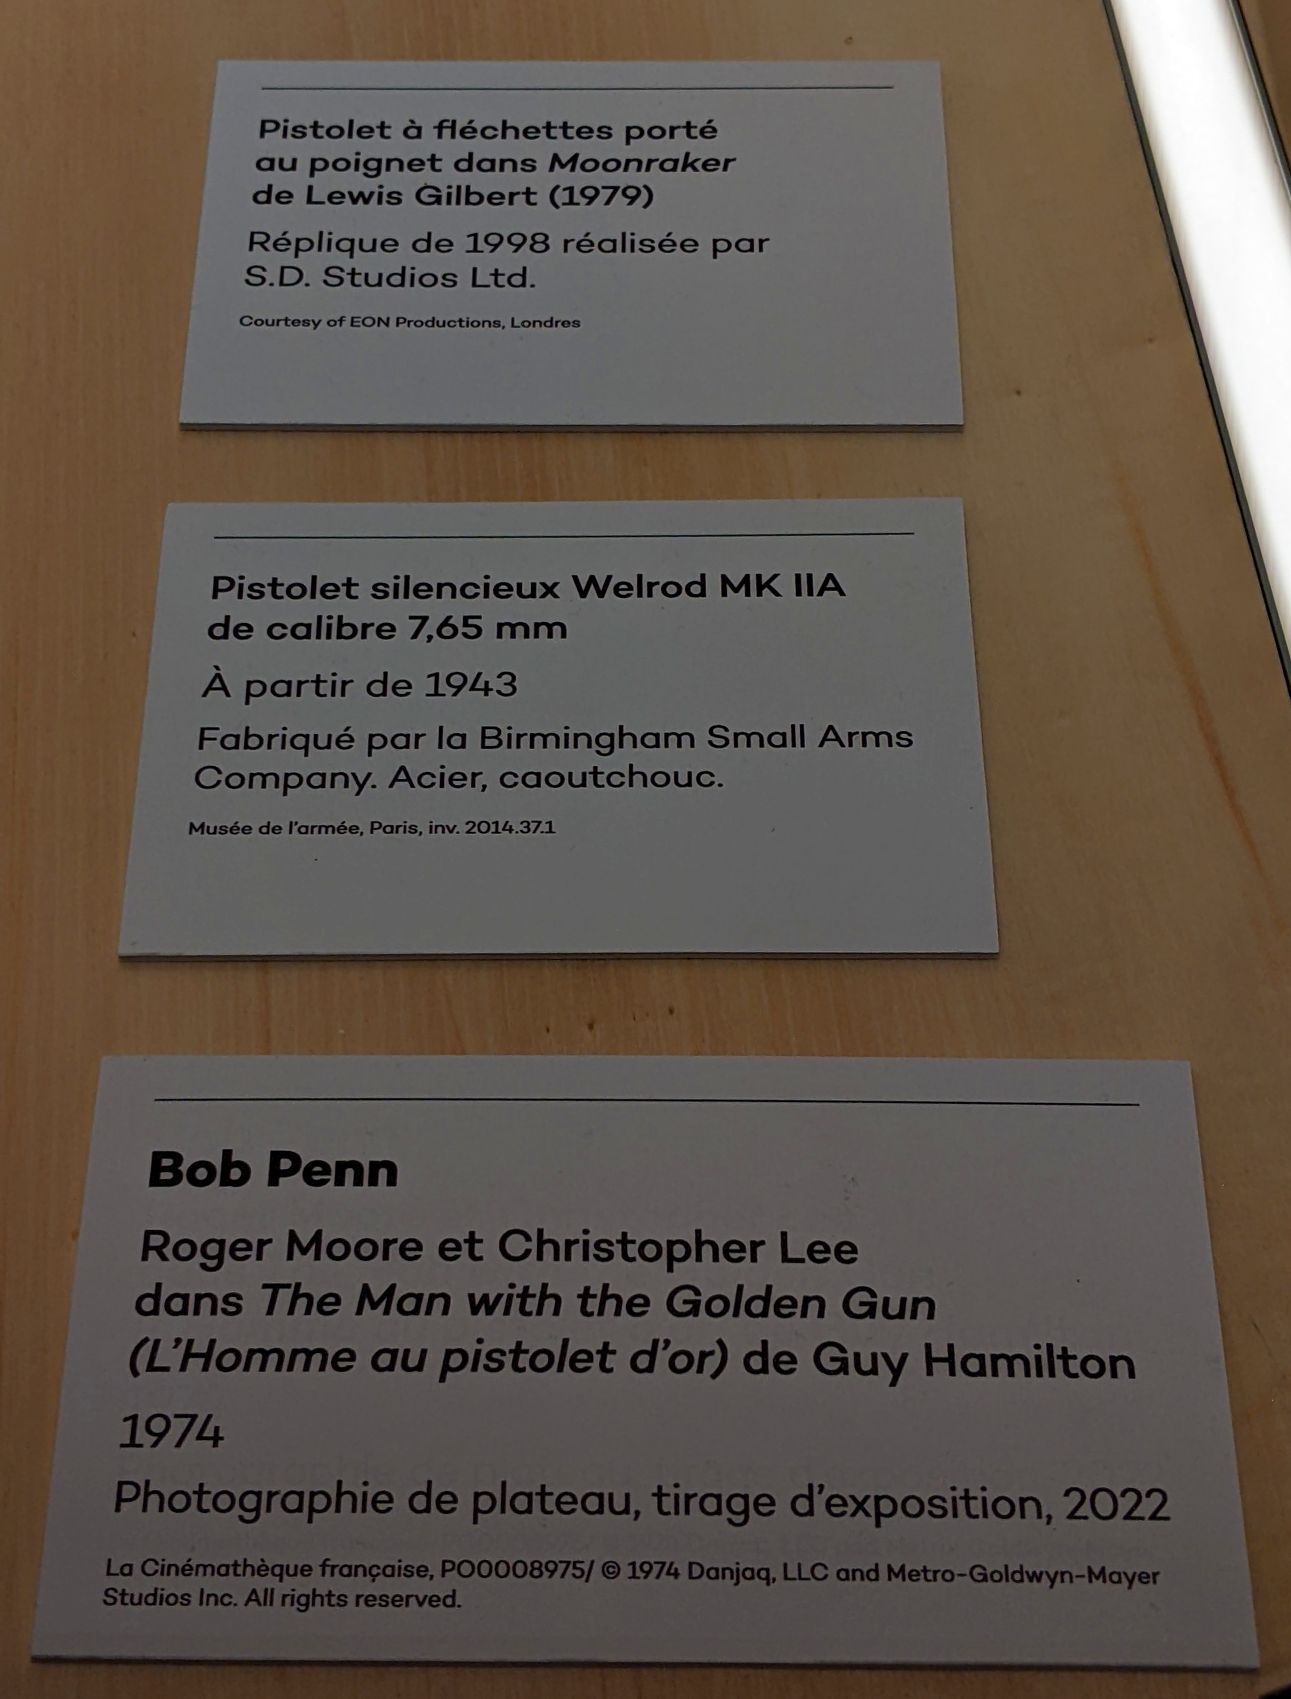 Pistolet à fléchettes porté
au poignet dans Moonraker
de Lewis Gilbert (1979)
Réplique de 1998 réalisée par
S.D. Studios Ltd.
Courtesy of EON Productions, Londres
Pistolet silencieux Welrod MK IIA
de calibre 7,65 mm
À partir de 1943
Fabriqué par la Birmingham Small Arms
Company. Acier, caoutchouc.
Musée de l'armée, Paris, inv. 2014.37.1
Bob Penn
Roger Moore et Christopher Lee
dans The Man with the Golden Gun
(L'Homme au pistolet d'or) de Guy Hamilton
1974
Photographie de plateau, tirage d'exposition, 2022
La Cinémathèque française, PO0008975/ © 1974 Danjaq, LLC and Metro-Goldwyn-Mayer
Studios Inc. All rights reserved.